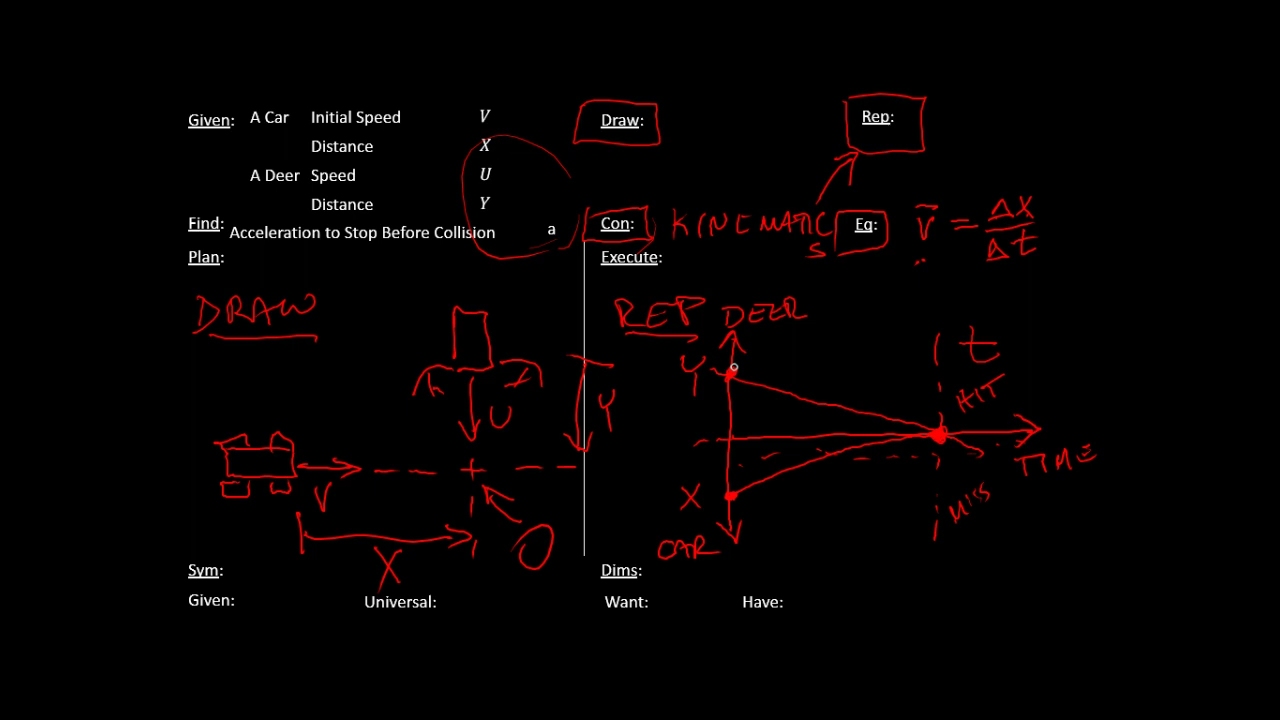 Given: A Car Initial Speed V
Distance X
A Deer Speed U
Distance Y
Find: Acceleration to Stop Before Collision a
Plan:
DRAW
U
Y
V
X
O
Sym:
Given: Universal:
Draw: Rep:
Con: KINEMATICS Eq: v̄ = Δx/Δt
Execute:
REP DEER
Y
t
HIT
TIME
X
MISS
CAR
Dims:
Want: Have: